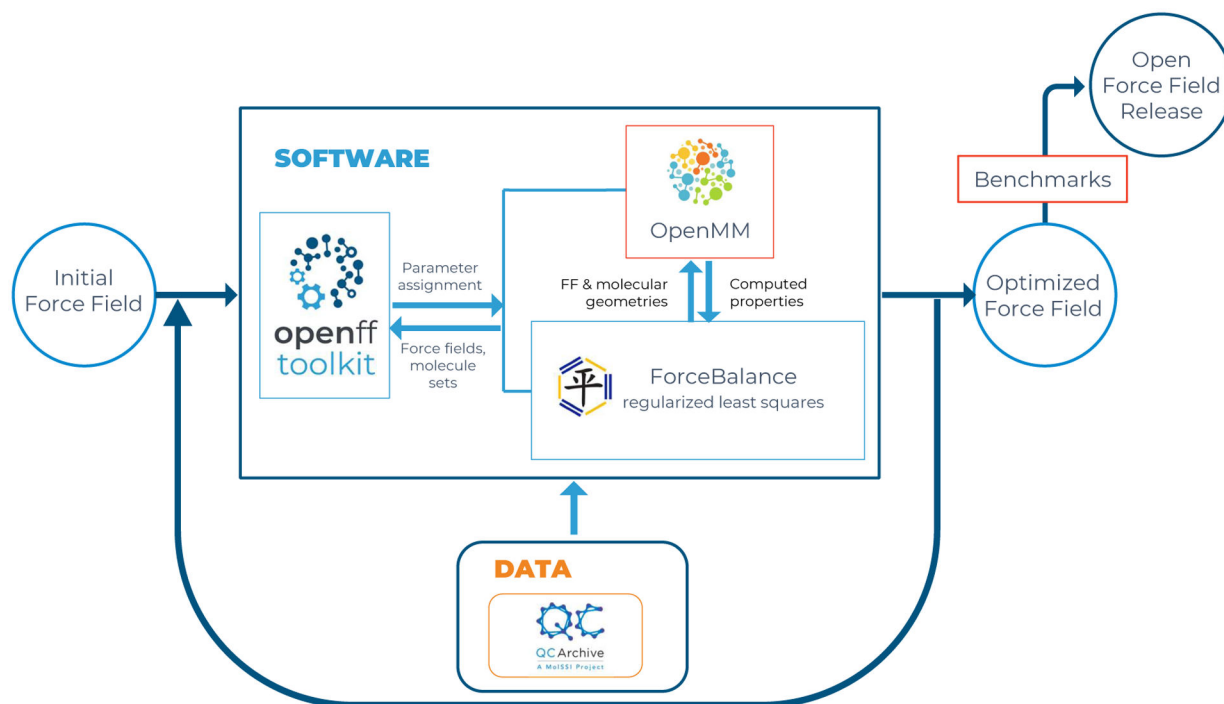 Open
Force Field
Release
SOFTWARE
Benchmarks
OpenMM
Initial
Force Field
Parameter
assignment
FF & molecular
geometries
Computed
properties
Optimized
Force Field
openff
toolkit
Force fields,
molecule
sets
平
ForceBalance
regularized least squares
DATA
QC
QCArchive
A MolSSI Project